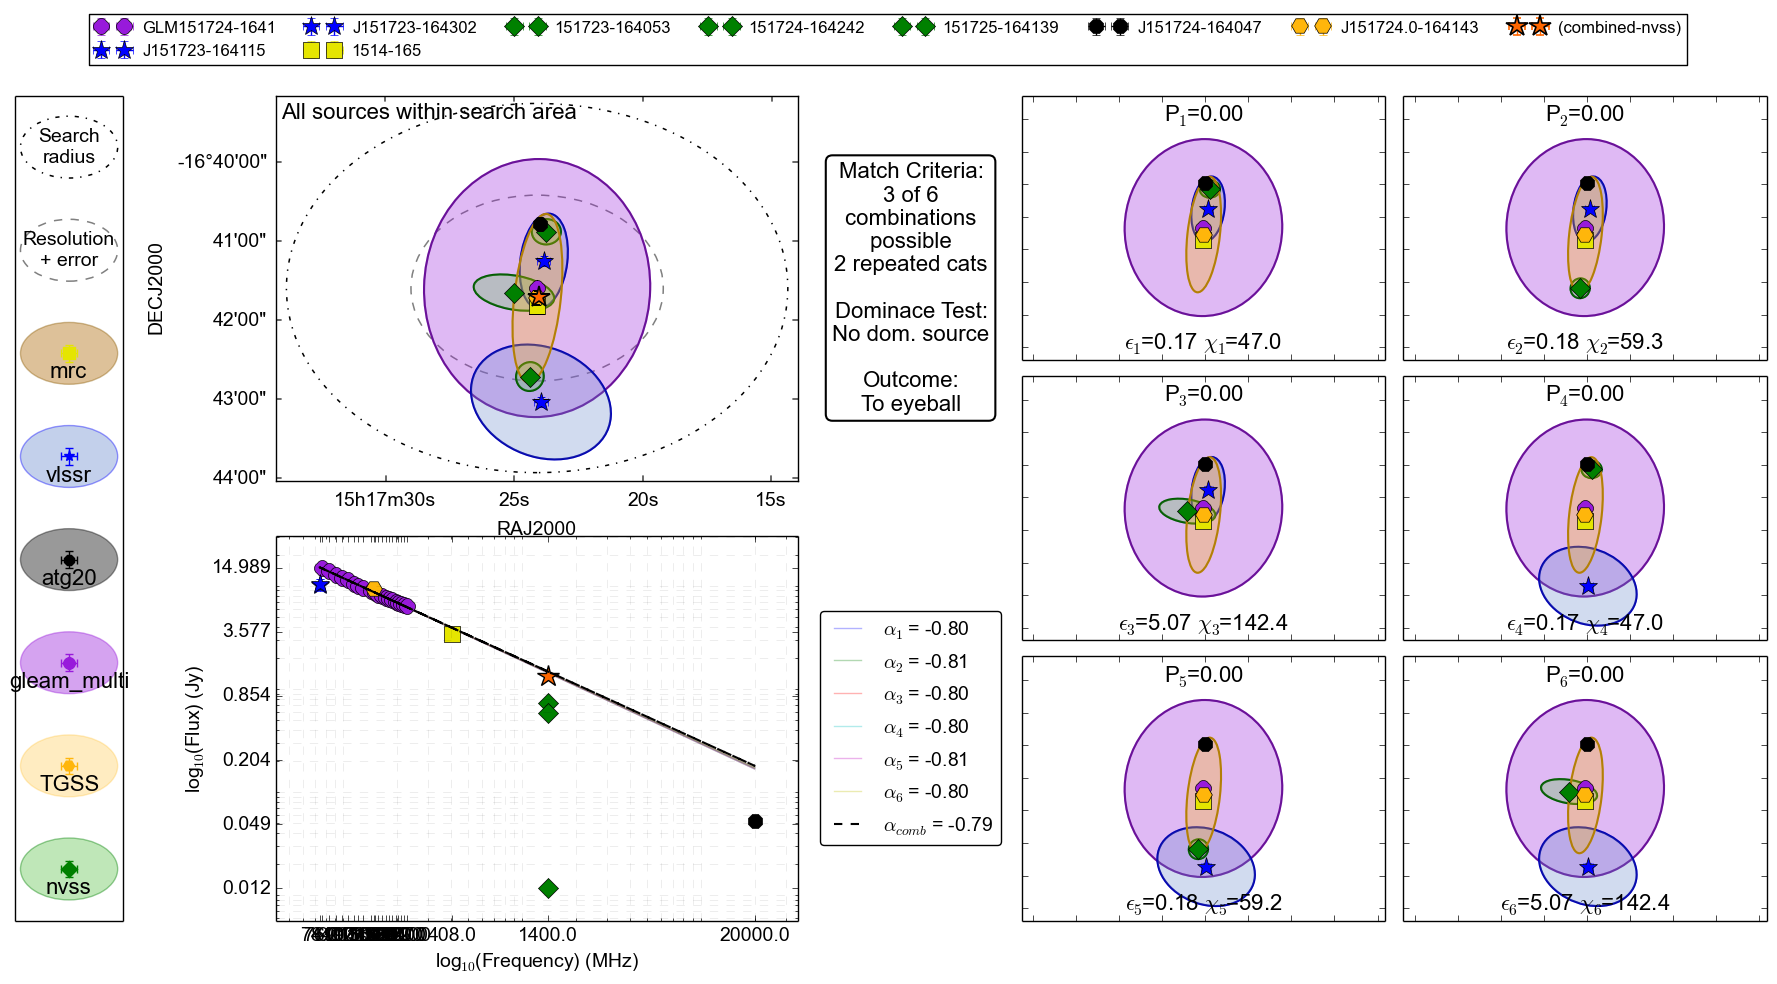 GLM151724-1641 J151723-164302 151723-164053 151724-164242 151725-164139 J151724-164047 J151724.0-164143 (combined-nvss)
J151723-164115 1514-165
Search
radius
Resolution
+ error
mrc
vlssr
atg20
gleam_multi
TGSS
nvss
All sources within search area
DECJ2000
-16°40'00"
41'00"
42'00"
43'00"
44'00"
15h17m30s 25s 20s 15s
RAJ2000
Match Criteria:
3 of 6
combinations
possible
2 repeated cats
Dominace Test:
No dom. source
Outcome:
To eyeball
log₁₀(Flux) (Jy)
14.989
3.577
0.854
0.204
0.049
0.012
408.0 1400.0 20000.0
log₁₀(Frequency) (MHz)
α₁ = -0.80
α₂ = -0.81
α₃ = -0.80
α₄ = -0.80
α₅ = -0.81
α₆ = -0.80
α_comb = -0.79
P₁=0.00
ϵ₁=0.17 χ₁=47.0
P₂=0.00
ϵ₂=0.18 χ₂=59.3
P₃=0.00
ϵ₃=5.07 χ₃=142.4
P₄=0.00
ϵ₄=0.17 χ₄=47.0
P₅=0.00
ϵ₅=0.18 χ₅=59.2
P₆=0.00
ϵ₆=5.07 χ₆=142.4